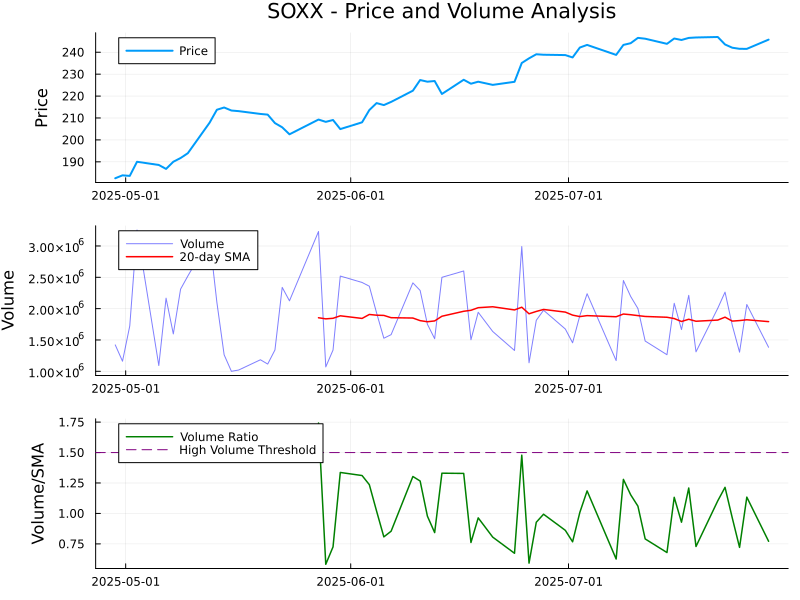 SOXX - Price and Volume Analysis
Price
240
230
220
210
200
190
Price
2025-05-01 2025-06-01 2025-07-01
Volume
3.00×10⁶
2.50×10⁶
2.00×10⁶
1.50×10⁶
1.00×10⁶
Volume
20-day SMA
2025-05-01 2025-06-01 2025-07-01
Volume/SMA
1.75
1.50
1.25
1.00
0.75
Volume Ratio
High Volume Threshold
2025-05-01 2025-06-01 2025-07-01